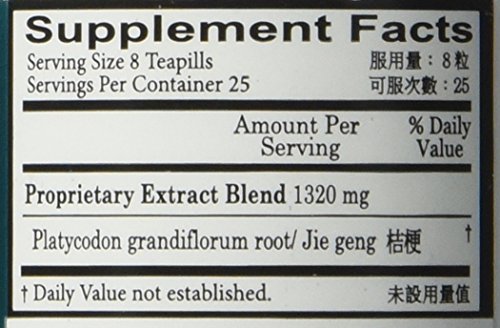 Supplement Facts
Serving Size 8 Teapills 服用量：8粒
Servings Per Container 25 可服次數：25
Amount Per Serving % Daily Value
Proprietary Extract Blend 1320 mg
Platycodon grandiflorum root/ Jie geng 桔梗 †
† Daily Value not established. 未設用量值